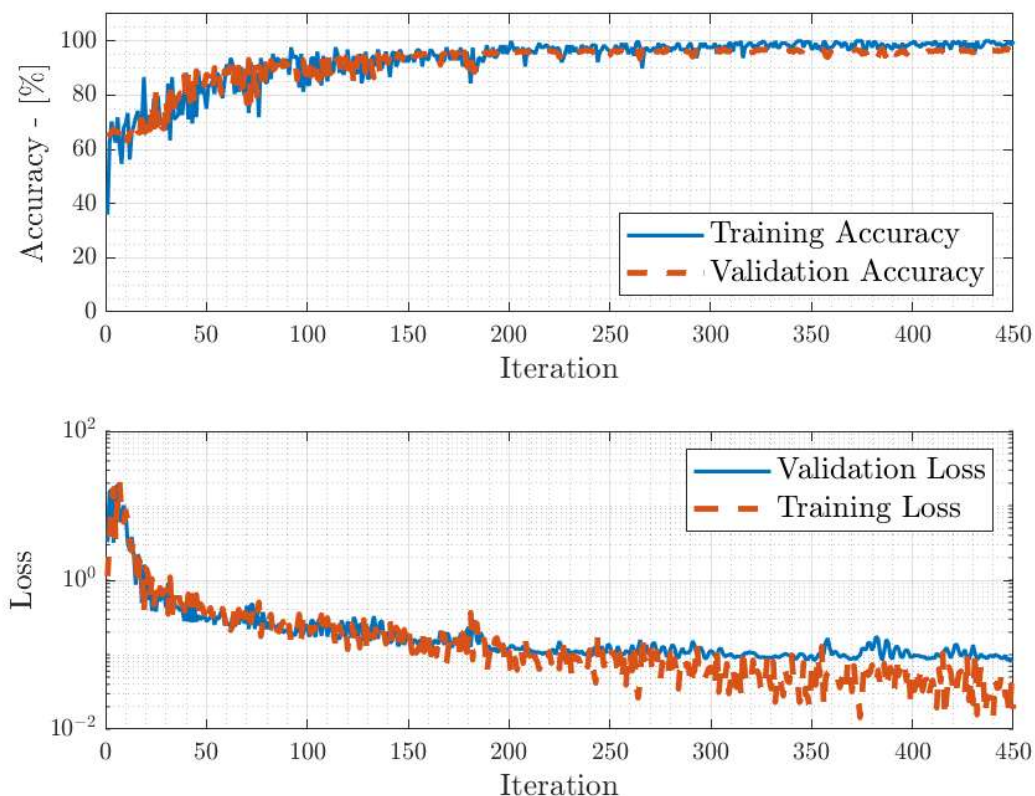 100
80
60
40
20
0
Accuracy - [%]
Training Accuracy
Validation Accuracy
0 50 100 150 200 250 300 350 400 450
Iteration
10^2
10^0
10^-2
Loss
Validation Loss
Training Loss
0 50 100 150 200 250 300 350 400 450
Iteration